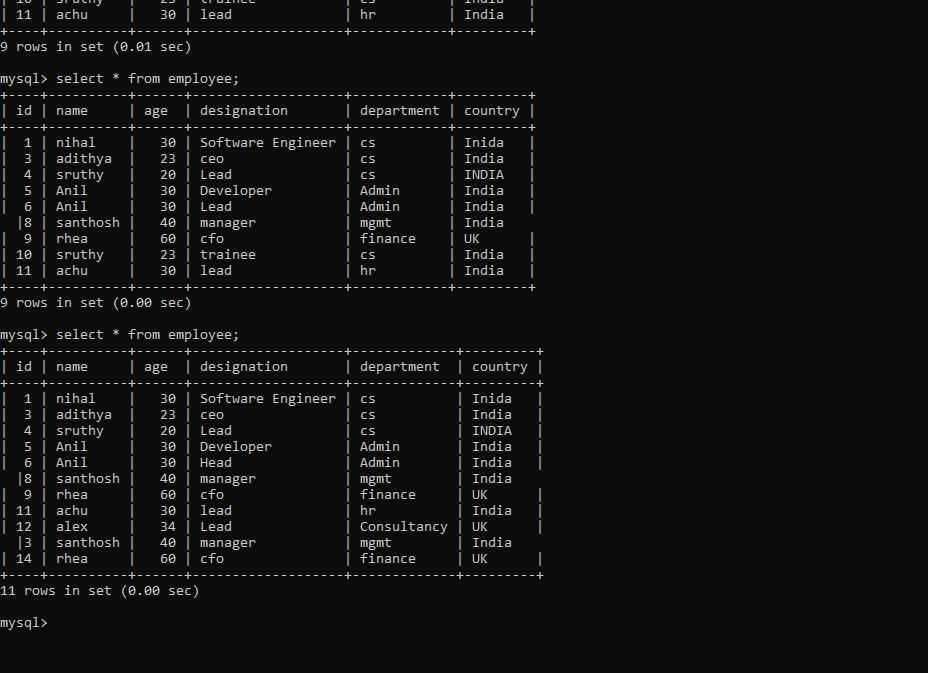 | 11 | achu     |   30 | lead              | hr         | India   |
+----+----------+------+-------------------+------------+---------+
9 rows in set (0.01 sec)
mysql> select * from employee;
+----+----------+------+-------------------+------------+---------+
| id | name     | age  | designation       | department | country |
+----+----------+------+-------------------+------------+---------+
|  1 | nihal    |   30 | Software Engineer | cs         | Inida   |
|  3 | adithya  |   23 | ceo               | cs         | India   |
|  4 | sruthy   |   20 | Lead              | cs         | INDIA   |
|  5 | Anil     |   30 | Developer         | Admin      | India   |
|  6 | Anil     |   30 | Lead              | Admin      | India   |
  |8 | santhosh |   40 | manager           | mgmt       | India
|  9 | rhea     |   60 | cfo               | finance    | UK      |
| 10 | sruthy   |   23 | trainee           | cs         | India   |
| 11 | achu     |   30 | lead              | hr         | India   |
+----+----------+------+-------------------+------------+---------+
9 rows in set (0.00 sec)
mysql> select * from employee;
+----+----------+------+-------------------+-------------+---------+
| id | name     | age  | designation       | department  | country |
+----+----------+------+-------------------+-------------+---------+
|  1 | nihal    |   30 | Software Engineer | cs          | Inida   |
|  3 | adithya  |   23 | ceo               | cs          | India   |
|  4 | sruthy   |   20 | Lead              | cs          | INDIA   |
|  5 | Anil     |   30 | Developer         | Admin       | India   |
|  6 | Anil     |   30 | Head              | Admin       | India   |
  |8 | santhosh |   40 | manager           | mgmt        | India
|  9 | rhea     |   60 | cfo               | finance     | UK      |
| 11 | achu     |   30 | lead              | hr          | India   |
| 12 | alex     |   34 | Lead              | Consultancy | UK      |
  |3 | santhosh |   40 | manager           | mgmt        | India
| 14 | rhea     |   60 | cfo               | finance     | UK      |
+----+----------+------+-------------------+-------------+---------+
11 rows in set (0.00 sec)
mysql>